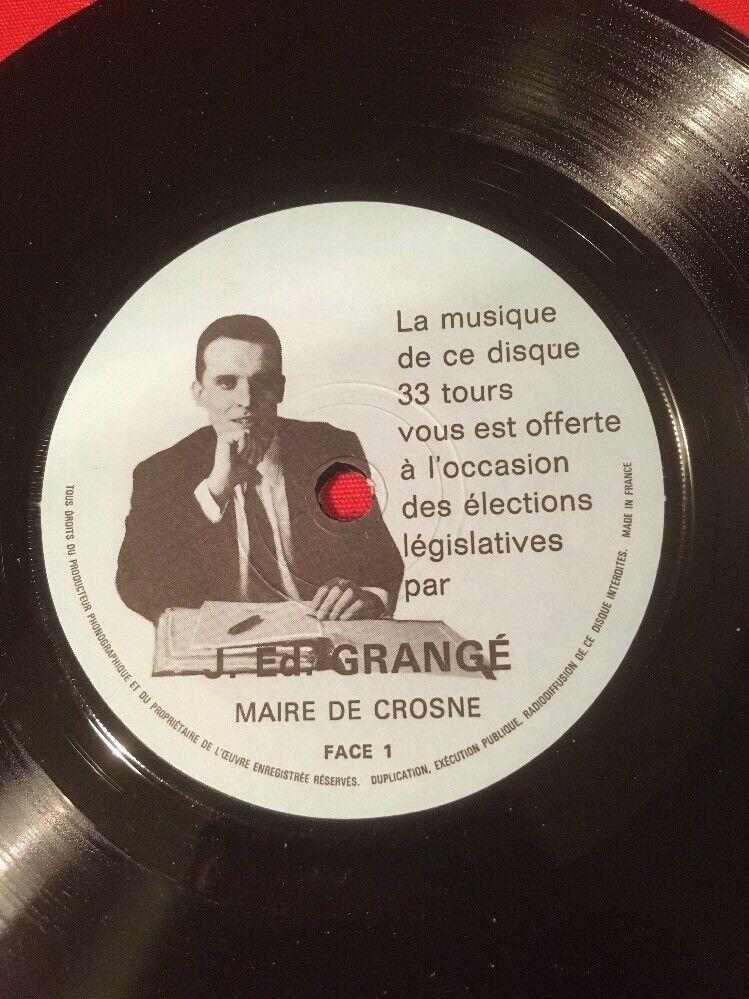 La musique
de ce disque
33 tours
vous est offerte
à l'occasion
des élections
législatives
par
J. Ed. GRANGÉ
MAIRE DE CROSNE
FACE 1
TOUS DROITS DU PRODUCTEUR PHONOGRAPHIQUE ET DU PROPRIÉTAIRE DE L'ŒUVRE ENREGISTRÉE RÉSERVÉS. DUPLICATION, EXÉCUTION PUBLIQUE, RADIODIFFUSION DE CE DISQUE INTERDITES. MADE IN FRANCE